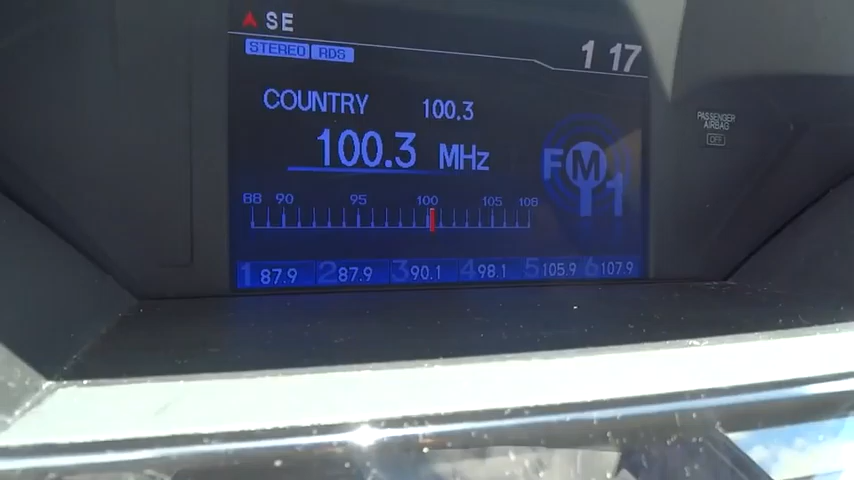 SE
1 17
STEREO RDS
COUNTRY 100.3
100.3 MHz
FM1
88 90 95 100 105 108
1 87.9 2 87.9 3 90.1 4 98.1 5 105.9 6 107.9
PASSENGER
AIRBAG
OFF